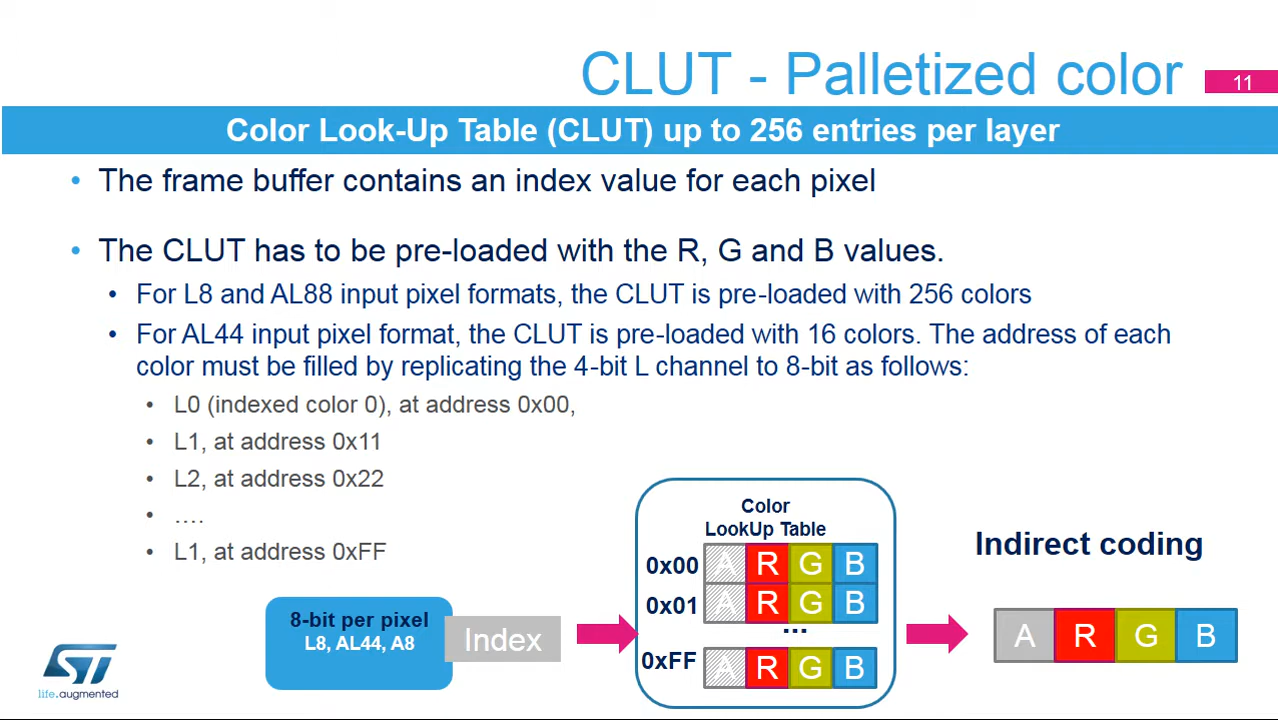 CLUT - Palletized color
11
Color Look-Up Table (CLUT) up to 256 entries per layer
• The frame buffer contains an index value for each pixel
• The CLUT has to be pre-loaded with the R, G and B values.
• For L8 and AL88 input pixel formats, the CLUT is pre-loaded with 256 colors
• For AL44 input pixel format, the CLUT is pre-loaded with 16 colors. The address of each
color must be filled by replicating the 4-bit L channel to 8-bit as follows:
• L0 (indexed color 0), at address 0x00,
• L1, at address 0x11
• L2, at address 0x22
• ....
• L1, at address 0xFF
8-bit per pixel
L8, AL44, A8
Index
Color
LookUp Table
0x00 A R G B
0x01 A R G B
...
0xFF A R G B
Indirect coding
A R G B
ST
life.augmented